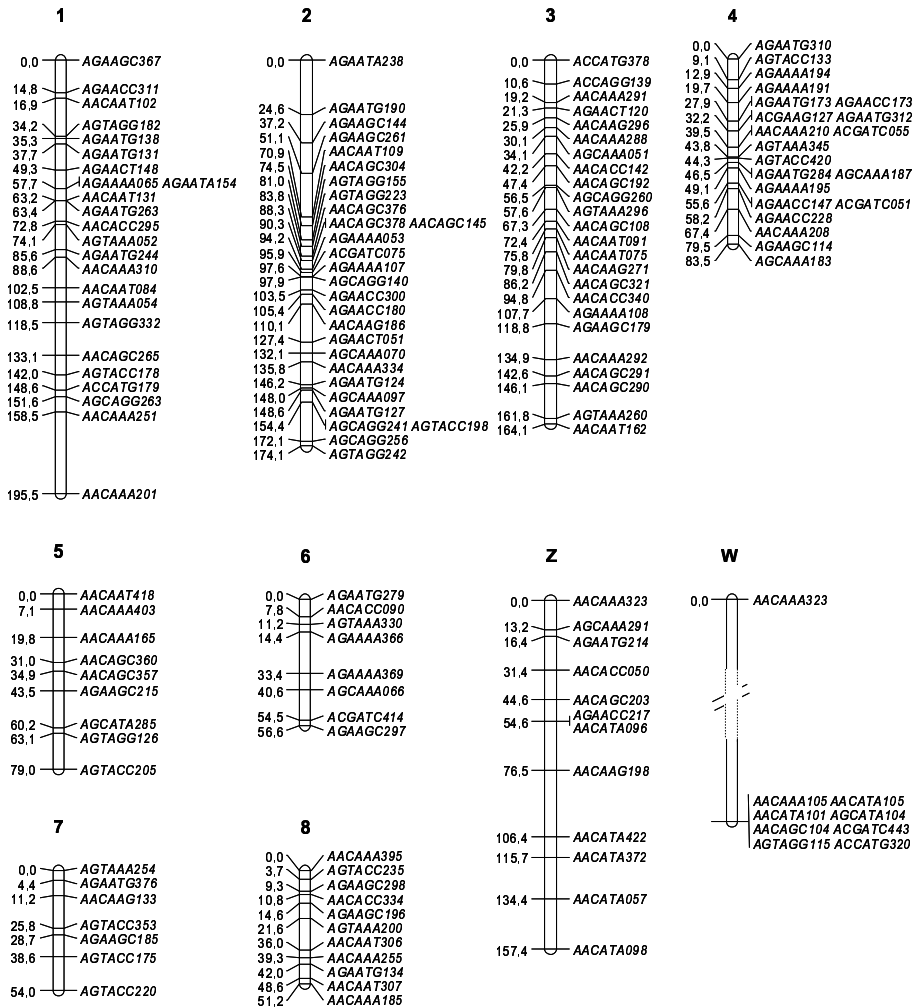 1
0,0 AGAAGC367
14,8 AGAACC311
16,9 AACAAT102
34,2 AGTAGG182
35,3 AGAATG138
37,7 AGAATG131
49,3 AGAACT148
57,7 AGAAAA065 AGAATA154
63,2 AACAAT131
63,4 AGAATG263
72,8 AACACC295
74,1 AGTAAA052
85,6 AGAATG244
88,6 AACAAA310
102,5 AACAAT084
108,8 AGTAAA054
118,5 AGTAGG332
133,1 AACAGC265
142,0 AGTACC178
148,6 ACCATG179
151,6 AGCAGG263
158,5 AACAAA251
195,5 AACAAA201
2
0,0 AGAATA238
24,6 AGAATG190
37,2 AGAAGC144
51,1 AGAAGC261
70,9 AACAAT109
74,5 AACAGC304
81,0 AGTAGG155
83,8 AGTAGG223
88,3 AACAGC376
90,3 AACAGC378 AACAGC145
94,2 AGAAAA053
95,9 ACGATC075
97,6 AGAAAA107
97,9 AGCAGG140
103,5 AGAACC300
105,4 AGAACC180
110,1 AACAAG186
127,4 AGAACT051
132,1 AGCAAA070
135,8 AACAAA334
146,2 AGAATG124
148,0 AGCAAA097
148,6 AGAATG127
154,4 AGCAGG241 AGTACC198
172,1 AGCAGG256
174,1 AGTAGG242
3
0,0 ACCATG378
10,6 ACCAGG139
19,2 AACAAA291
21,3 AGAACT120
25,9 AACAAG296
30,1 AACAAA288
34,1 AGCAAA051
42,2 AACACC142
47,4 AACAGC192
56,5 AGCAGG260
57,6 AGTAAA296
67,3 AACAGC108
72,4 AACAAT091
75,8 AACAAT075
79,8 AACAAG271
86,2 AACAGC321
94,8 AACACC340
107,7 AGAAAA108
118,8 AGAAGC179
134,9 AACAAA292
142,6 AACAGC291
146,1 AACAGC290
161,8 AGTAAA260
164,1 AACAAT162
4
0,0 AGAATG310
9,1 AGTACC133
12,9 AGAAAA194
19,7 AGAAAA191
27,9 AGAATG173 AGAACC173
32,2 ACGAAG127 AGAATG312
39,5 AACAAA210 ACGATC055
43,8 AGTAAA345
44,3 AGTACC420
46,5 AGAATG284 AGCAAA187
49,1 AGAAAA195
55,6 AGAACC147 ACGATC051
58,2 AGAACC228
67,4 AACAAA208
79,5 AGAAGC114
83,5 AGCAAA183
5
0,0 AACAAT418
7,1 AACAAA403
19,8 AACAAA165
31,0 AACAGC360
34,9 AACAGC357
43,5 AGAAGC215
60,2 AGCATA285
63,1 AGTAGG126
79,0 AGTACC205
6
0,0 AGAATG279
7,8 AACACC090
11,2 AGTAAA330
14,4 AGAAAA366
33,4 AGAAAA369
40,6 AGCAAA066
54,5 ACGATC414
56,6 AGAAGC297
Z
0,0 AACAAA323
13,2 AGCAAA291
16,4 AGAATG214
31,4 AACACC050
44,6 AACAGC203
54,6 AGAACC217
AACATA096
76,5 AACAAG198
106,4 AACATA422
115,7 AACATA372
134,4 AACATA057
157,4 AACATA098
W
0,0 AACAAA323
AACAAA105 AACATA105
AACATA101 AGCATA104
AACAGC104 ACGATC443
AGTAGG115 ACCATG320
7
0,0 AGTAAA254
4,4 AGAATG376
11,2 AACAAG133
25,8 AGTACC353
28,7 AGAAGC185
38,6 AGTACC175
54,0 AGTACC220
8
0,0 AACAAA395
3,7 AGTACC235
9,3 AGAAGC298
10,8 AACACC334
14,6 AGAAGC196
21,6 AGTAAA200
36,0 AACAAT306
39,3 AACAAA255
42,0 AGAATG134
48,6 AACAAT307
51,2 AACAAA185